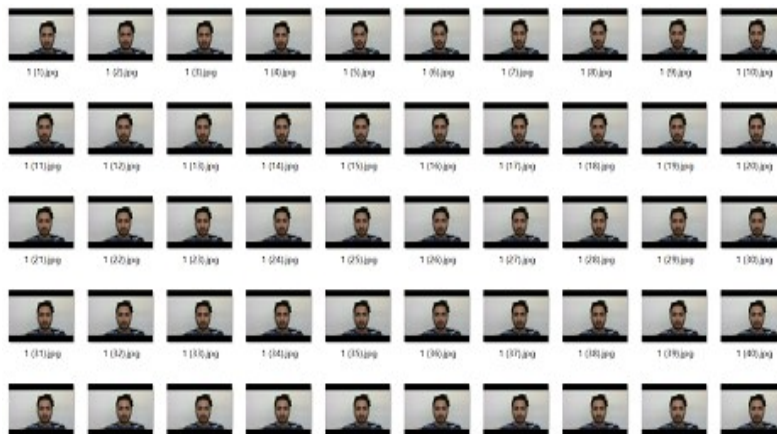 1 (1).jpg 1 (2).jpg 1 (3).jpg 1 (4).jpg 1 (5).jpg 1 (6).jpg 1 (7).jpg 1 (8).jpg 1 (9).jpg 1 (10).jpg
1 (11).jpg 1 (12).jpg 1 (13).jpg 1 (14).jpg 1 (15).jpg 1 (16).jpg 1 (17).jpg 1 (18).jpg 1 (19).jpg 1 (20).jpg
1 (21).jpg 1 (22).jpg 1 (23).jpg 1 (24).jpg 1 (25).jpg 1 (26).jpg 1 (27).jpg 1 (28).jpg 1 (29).jpg 1 (30).jpg
1 (31).jpg 1 (32).jpg 1 (33).jpg 1 (34).jpg 1 (35).jpg 1 (36).jpg 1 (37).jpg 1 (38).jpg 1 (39).jpg 1 (40).jpg